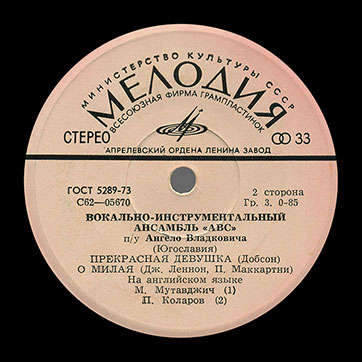 МИНИСТЕРСТВО КУЛЬТУРЫ СССР
МЕЛОДИЯ
ВСЕСОЮЗНАЯ ФИРМА ГРАМПЛАСТИНОК
СТЕРЕО
33
АПРЕЛЕВСКИЙ ОРДЕНА ЛЕНИНА ЗАВОД
ГОСТ 5289-73
С62—05670
2 сторона
Гр. 3. 0-85
ВОКАЛЬНО-ИНСТРУМЕНТАЛЬНЫЙ
АНСАМБЛЬ «АВС»
п/у Ангело Владковича
(Югославия)
ПРЕКРАСНАЯ ДЕВУШКА (Добсон)
О МИЛАЯ (Дж. Леннон, П. Маккартни)
На английском языке
М. Мутавджич (1)
П. Коларов (2)